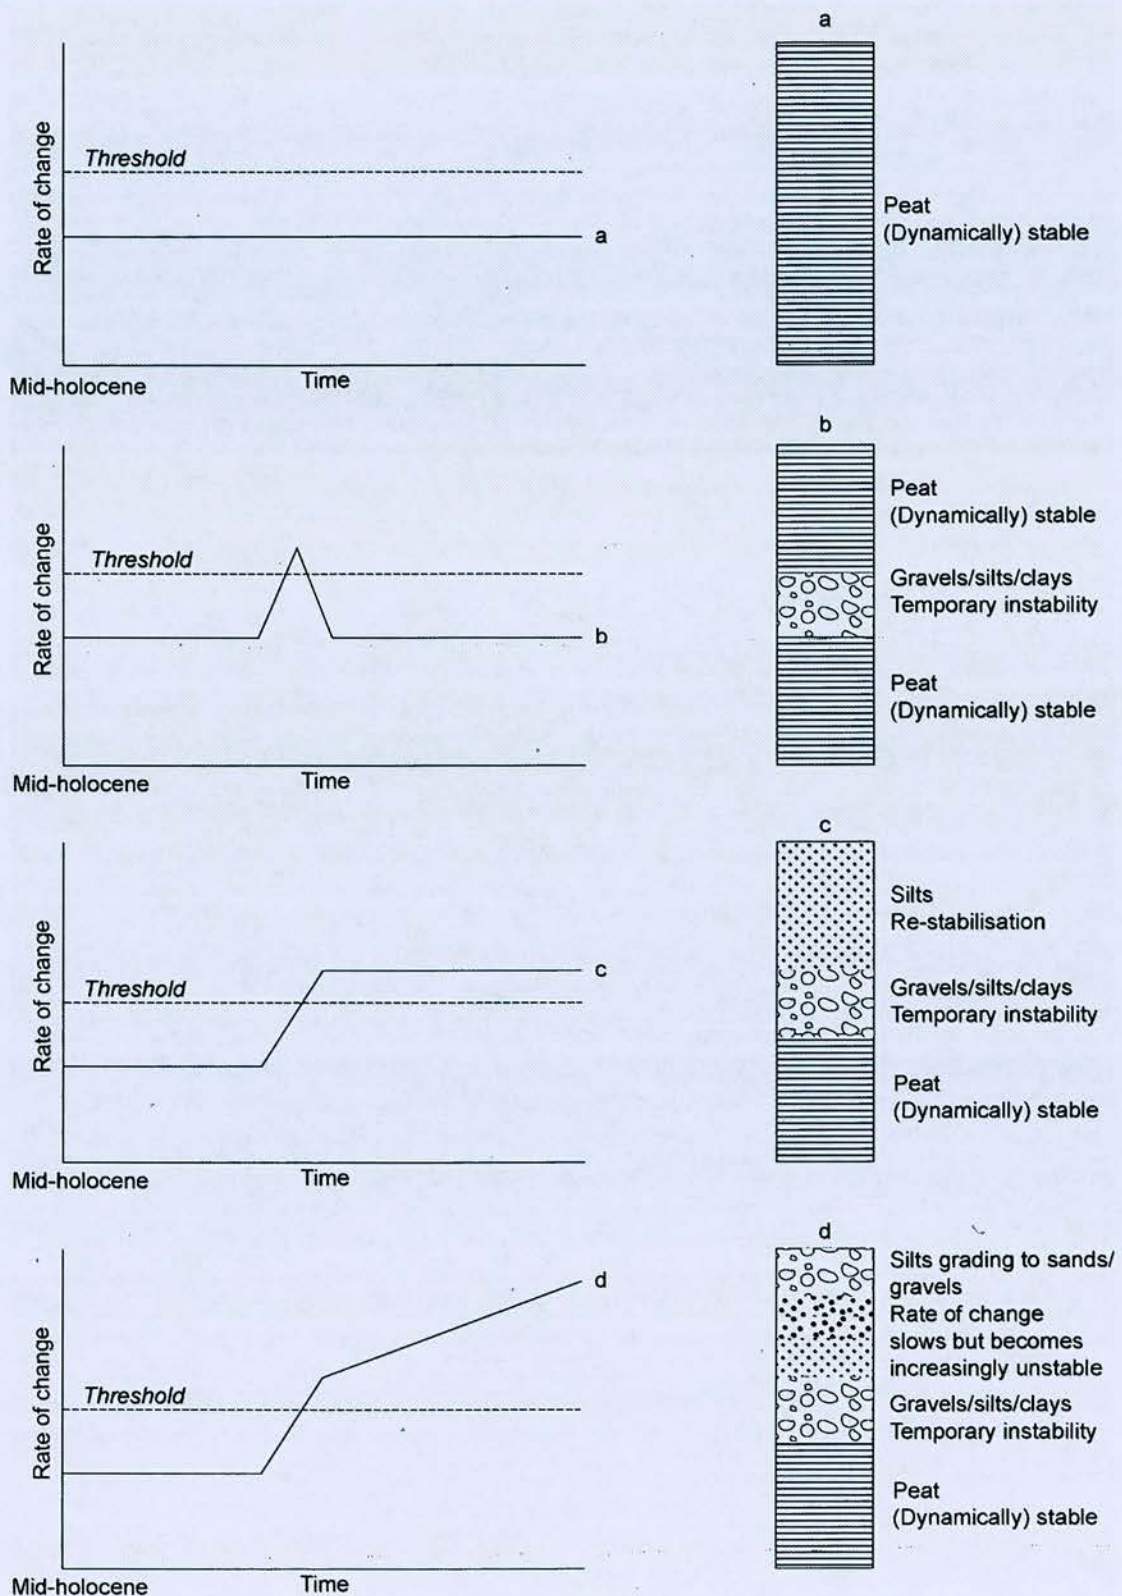 a
Threshold
Rate of change
a
Peat
(Dynamically) stable
Mid-holocene
Time
b
Threshold
Rate of change
b
Peat
(Dynamically) stable
Gravels/silts/clays
Temporary instability
Peat
(Dynamically) stable
Mid-holocene
Time
c
Threshold
Rate of change
c
Silts
Re-stabilisation
Gravels/silts/clays
Temporary instability
Peat
(Dynamically) stable
Mid-holocene
Time
d
Threshold
Rate of change
d
Silts grading to sands/
gravels
Rate of change
slows but becomes
increasingly unstable
Gravels/silts/clays
Temporary instability
Peat
(Dynamically) stable
Mid-holocene
Time